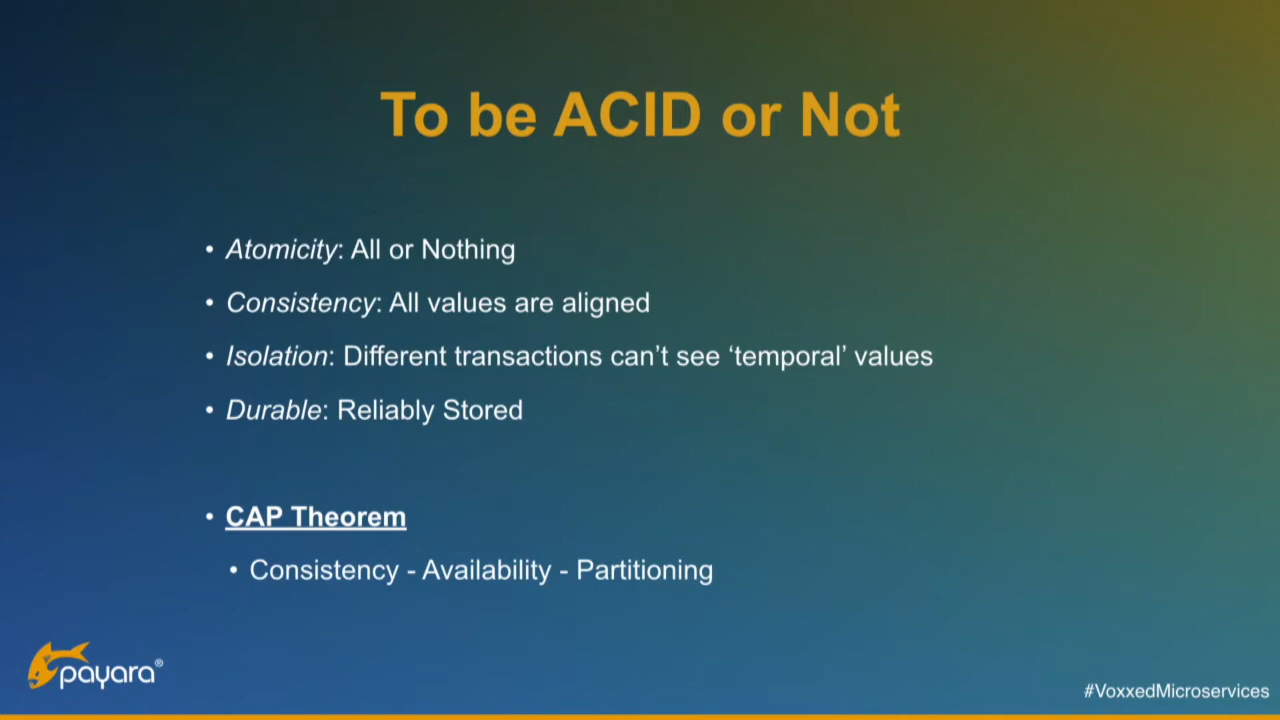 To be ACID or Not
• Atomicity: All or Nothing
• Consistency: All values are aligned
• Isolation: Different transactions can’t see ‘temporal’ values
• Durable: Reliably Stored
• CAP Theorem
• Consistency - Availability - Partitioning
payara®
#VoxxedMicroservices